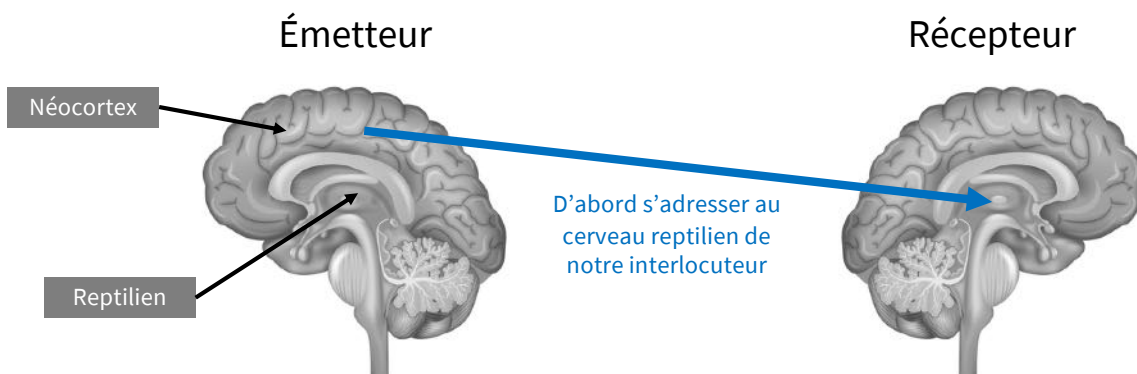 Émetteur
Récepteur
Néocortex
D’abord s’adresser au
cerveau reptilien de
notre interlocuteur
Reptilien